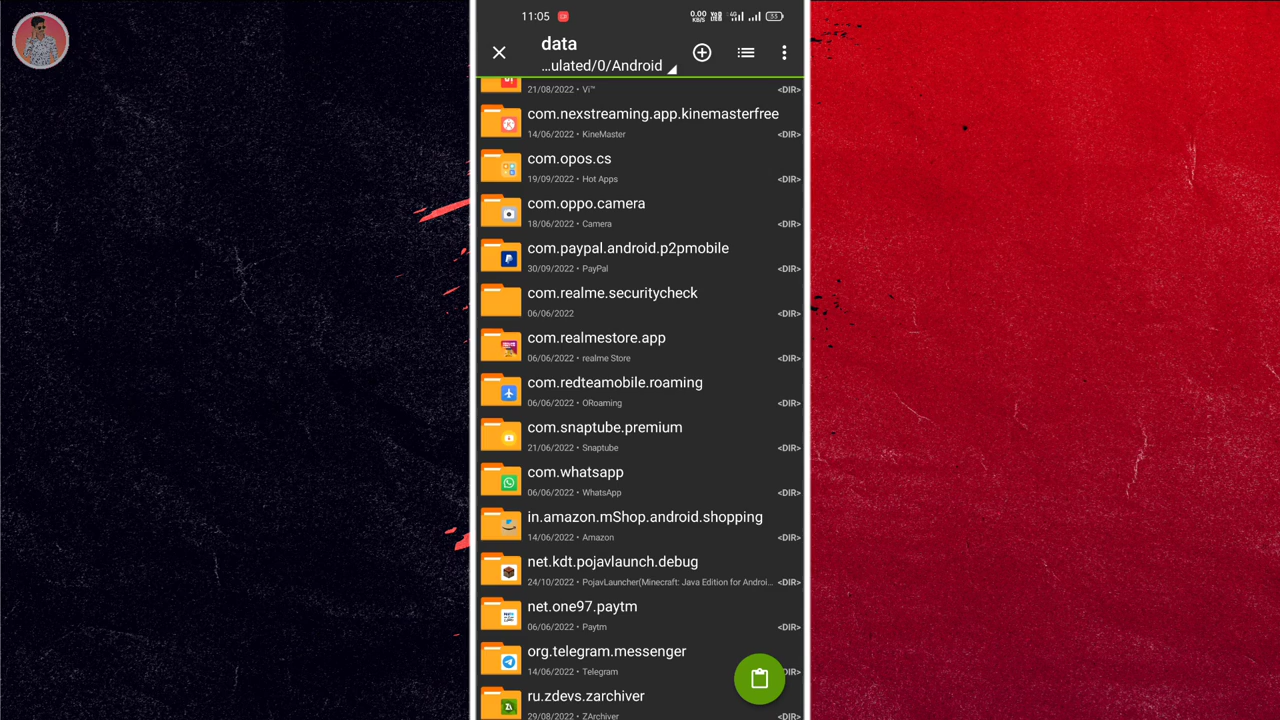 11:05
0.00
KB/S
4G
33
data
...ulated/0/Android
21/08/2022 • Vi™
<DIR>
com.nexstreaming.app.kinemasterfree
14/06/2022 • KineMaster
<DIR>
com.opos.cs
19/09/2022 • Hot Apps
<DIR>
com.oppo.camera
18/06/2022 • Camera
<DIR>
com.paypal.android.p2pmobile
30/09/2022 • PayPal
<DIR>
com.realme.securitycheck
06/06/2022
<DIR>
com.realmestore.app
06/06/2022 • realme Store
<DIR>
com.redteamobile.roaming
06/06/2022 • ORoaming
<DIR>
com.snaptube.premium
21/06/2022 • Snaptube
<DIR>
com.whatsapp
06/06/2022 • WhatsApp
<DIR>
in.amazon.mShop.android.shopping
14/06/2022 • Amazon
<DIR>
net.kdt.pojavlaunch.debug
24/10/2022 • PojavLauncher(Minecraft: Java Edition for Androi...
<DIR>
net.one97.paytm
06/06/2022 • Paytm
<DIR>
org.telegram.messenger
14/06/2022 • Telegram
ru.zdevs.zarchiver
29/08/2022 • ZArchiver
<DIR>